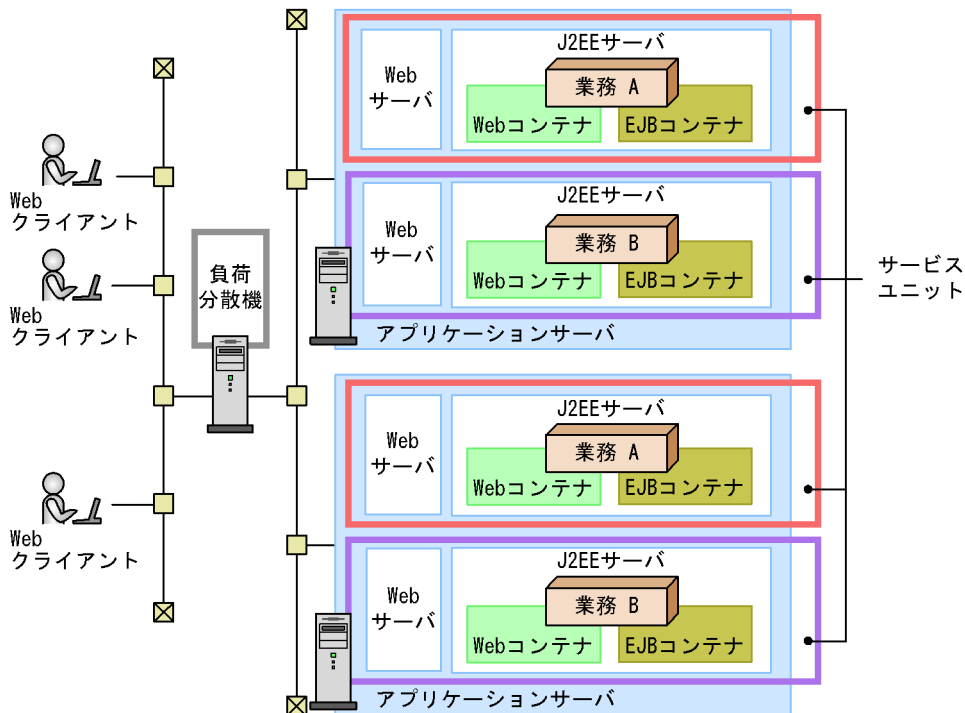 Web
クライアント
Web
クライアント
Web
クライアント
負荷
分散機
Web
サーバ
J2EEサーバ
業務 A
Webコンテナ
EJBコンテナ
Web
サーバ
J2EEサーバ
業務 B
Webコンテナ
EJBコンテナ
アプリケーションサーバ
Web
サーバ
J2EEサーバ
業務 A
Webコンテナ
EJBコンテナ
Web
サーバ
J2EEサーバ
業務 B
Webコンテナ
EJBコンテナ
アプリケーションサーバ
サービス
ユニット